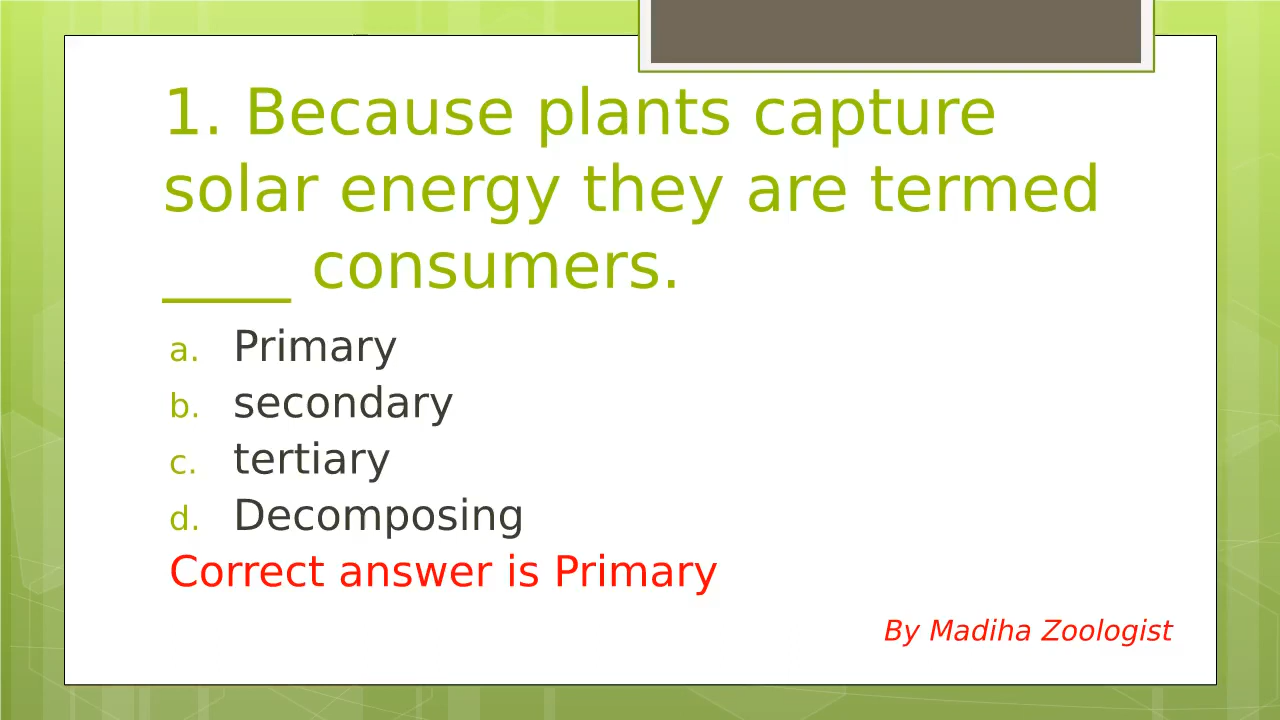 1. Because plants capture
solar energy they are termed
____ consumers.
a. Primary
b. secondary
c. tertiary
d. Decomposing
Correct answer is Primary
By Madiha Zoologist